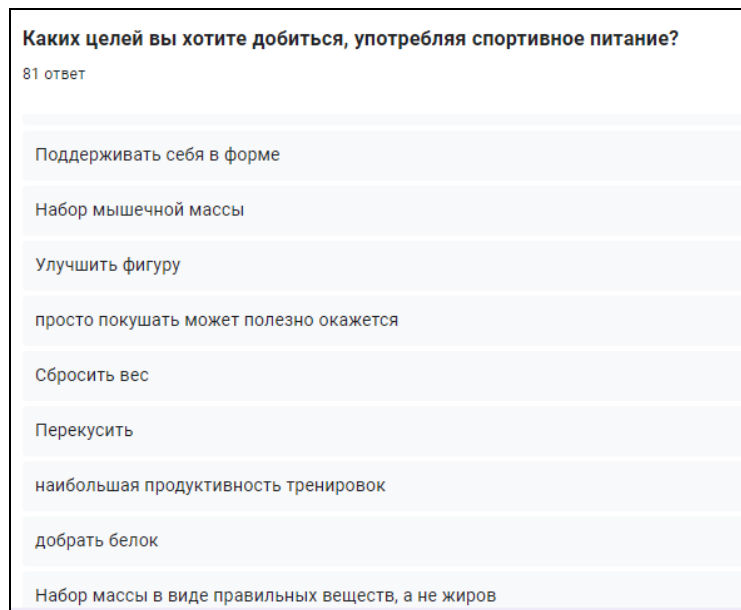 Каких целей вы хотите добиться, употребляя спортивное питание?
81 ответ
Поддерживать себя в форме
Набор мышечной массы
Улучшить фигуру
просто покушать может полезно окажется
Сбросить вес
Перекусить
наибольшая продуктивность тренировок
добрать белок
Набор массы в виде правильных веществ, а не жиров